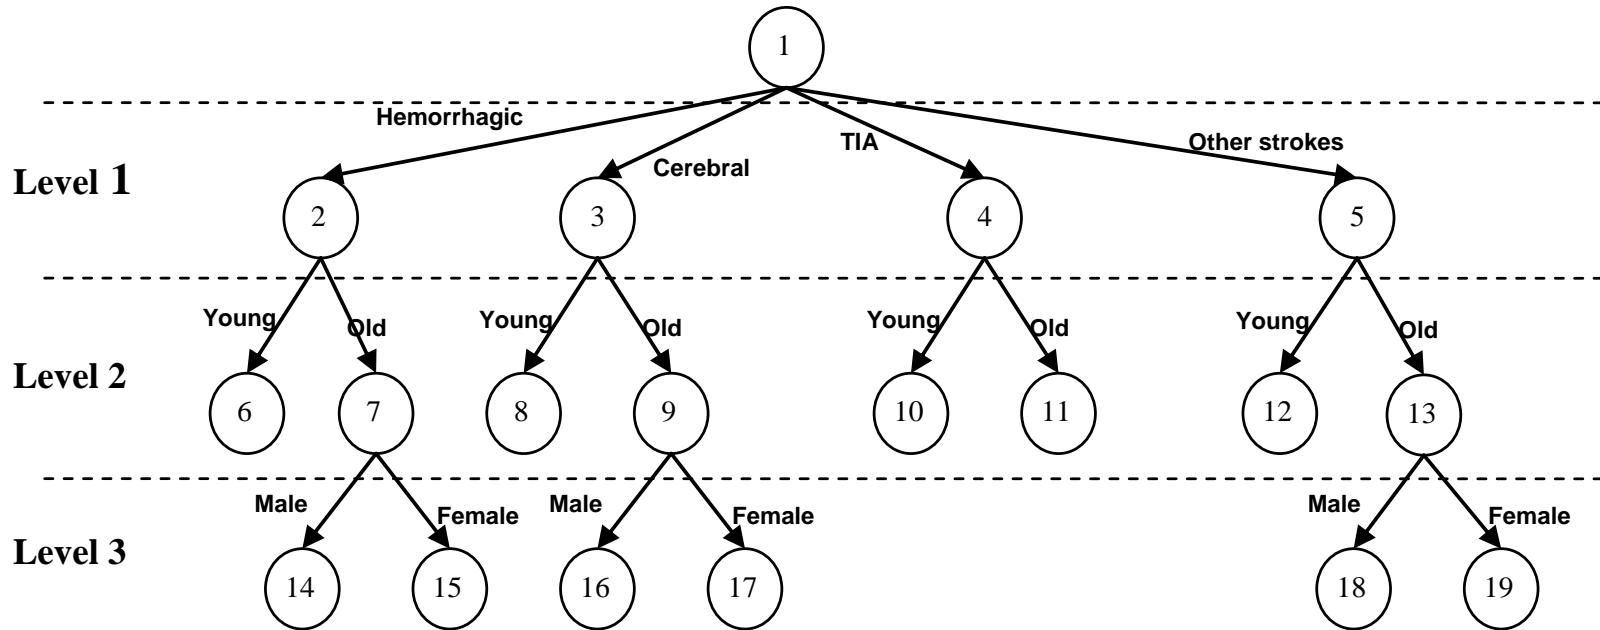 1
Hemorrhagic
Cerebral
TIA
Other strokes
Level 1
2
3
4
5
Young
Old
Young
Old
Young
Old
Young
Old
Level 2
6
7
8
9
10
11
12
13
Male
Female
Male
Female
Male
Female
Level 3
14
15
16
17
18
19